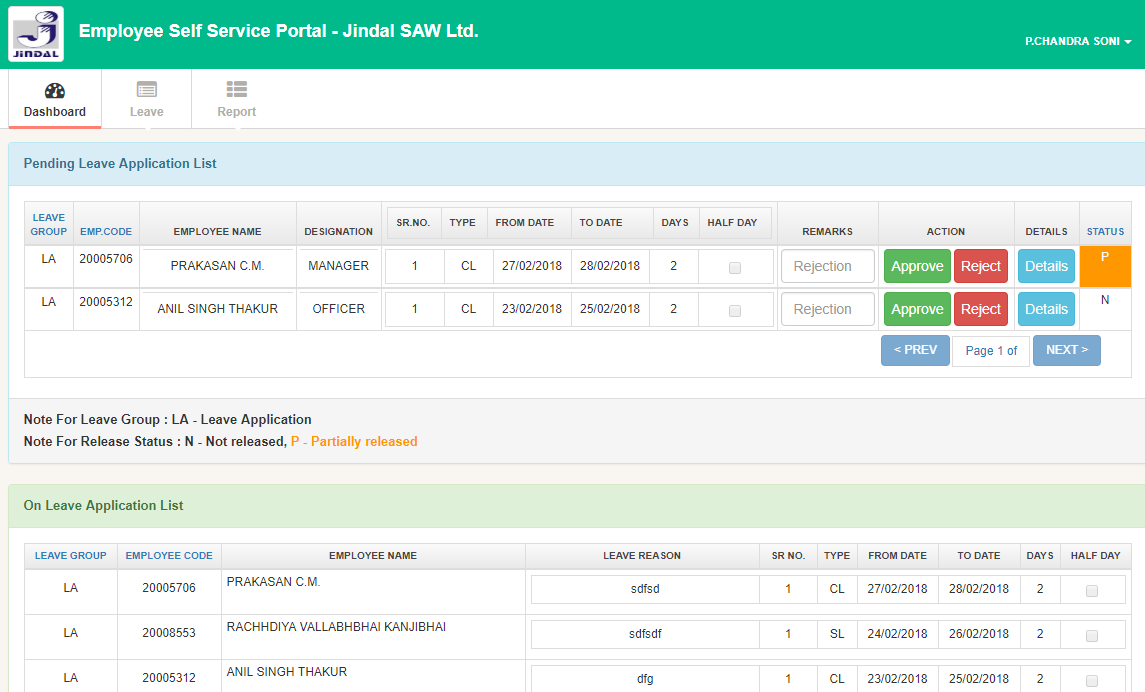 JINDAL
Employee Self Service Portal - Jindal SAW Ltd.
P.CHANDRA SONI
Dashboard Leave Report
Pending Leave Application List
LEAVE GROUP EMP.CODE EMPLOYEE NAME DESIGNATION SR.NO. TYPE FROM DATE TO DATE DAYS HALF DAY REMARKS ACTION DETAILS STATUS
LA 20005706 PRAKASAN C.M. MANAGER 1 CL 27/02/2018 28/02/2018 2 Rejection Approve Reject Details P
LA 20005312 ANIL SINGH THAKUR OFFICER 1 CL 23/02/2018 25/02/2018 2 Rejection Approve Reject Details N
< PREV Page 1 of NEXT >
Note For Leave Group : LA - Leave Application
Note For Release Status : N - Not released, P - Partially released
On Leave Application List
LEAVE GROUP EMPLOYEE CODE EMPLOYEE NAME LEAVE REASON SR NO. TYPE FROM DATE TO DATE DAYS HALF DAY
LA 20005706 PRAKASAN C.M. sdfsd 1 CL 27/02/2018 28/02/2018 2
LA 20008553 RACHHDIYA VALLABHBHAI KANJIBHAI sdfsdf 1 SL 24/02/2018 26/02/2018 2
LA 20005312 ANIL SINGH THAKUR dfg 1 CL 23/02/2018 25/02/2018 2